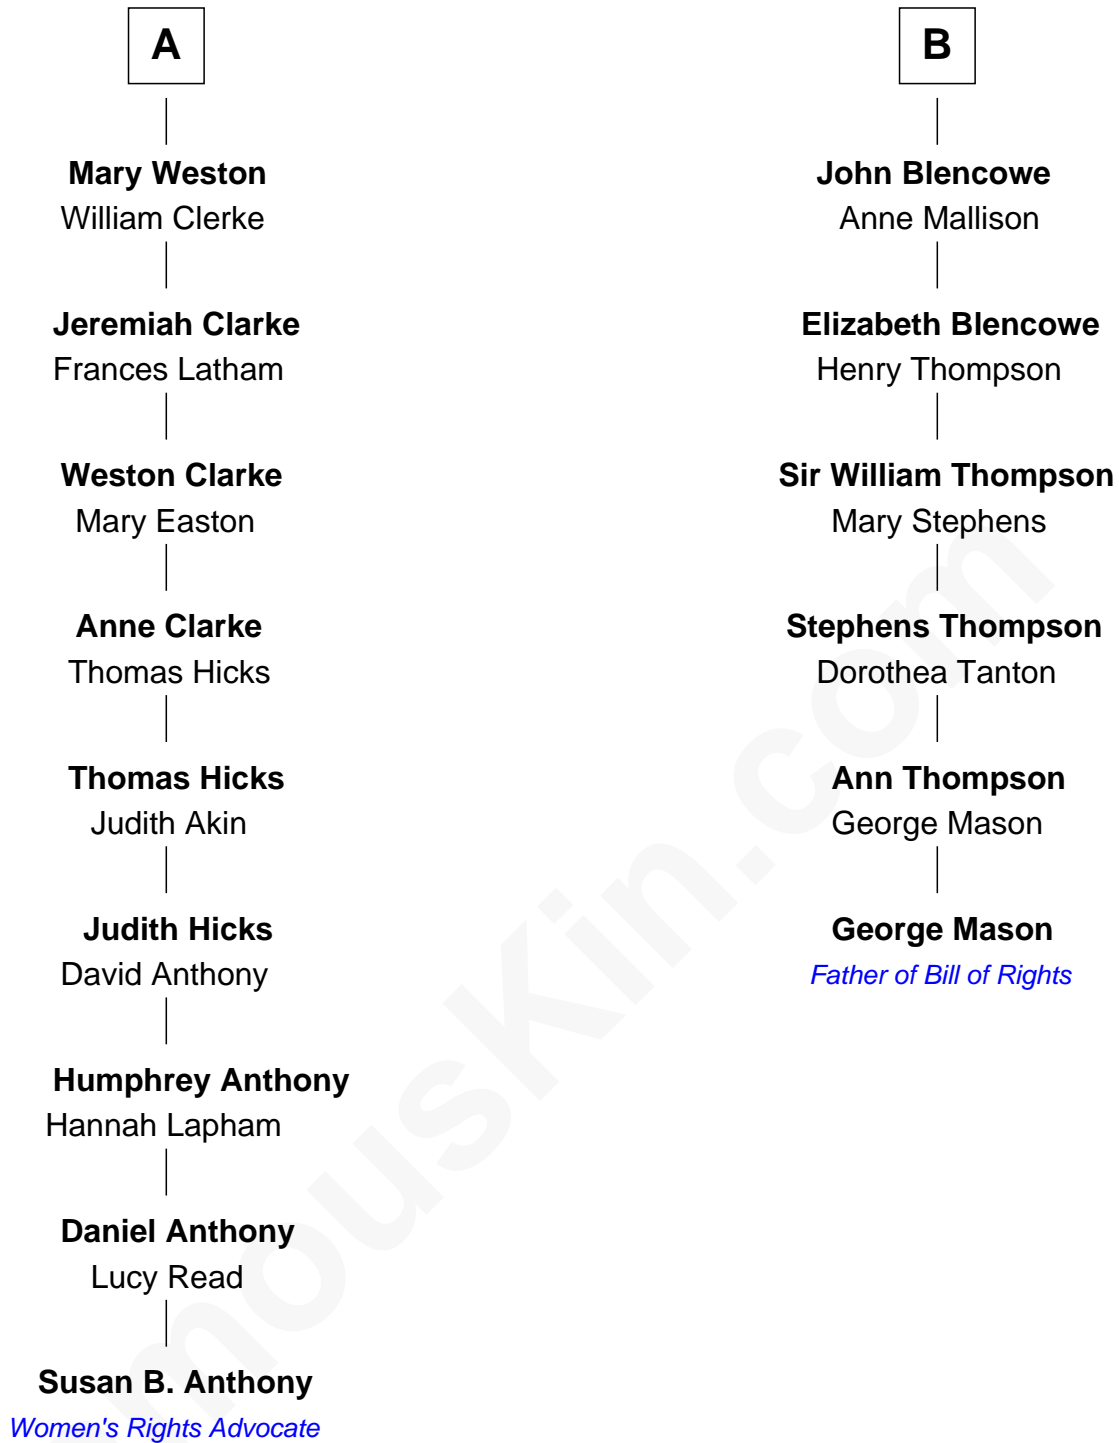 A
Mary Weston
William Clerke
Jeremiah Clarke
Frances Latham
Weston Clarke
Mary Easton
Anne Clarke
Thomas Hicks
Thomas Hicks
Judith Akin
Judith Hicks
David Anthony
Humphrey Anthony
Hannah Lapham
Daniel Anthony
Lucy Read
Susan B. Anthony
Women's Rights Advocate
B
John Blencowe
Anne Mallison
Elizabeth Blencowe
Henry Thompson
Sir William Thompson
Mary Stephens
Stephens Thompson
Dorothea Tanton
Ann Thompson
George Mason
George Mason
Father of Bill of Rights
mousKin.com